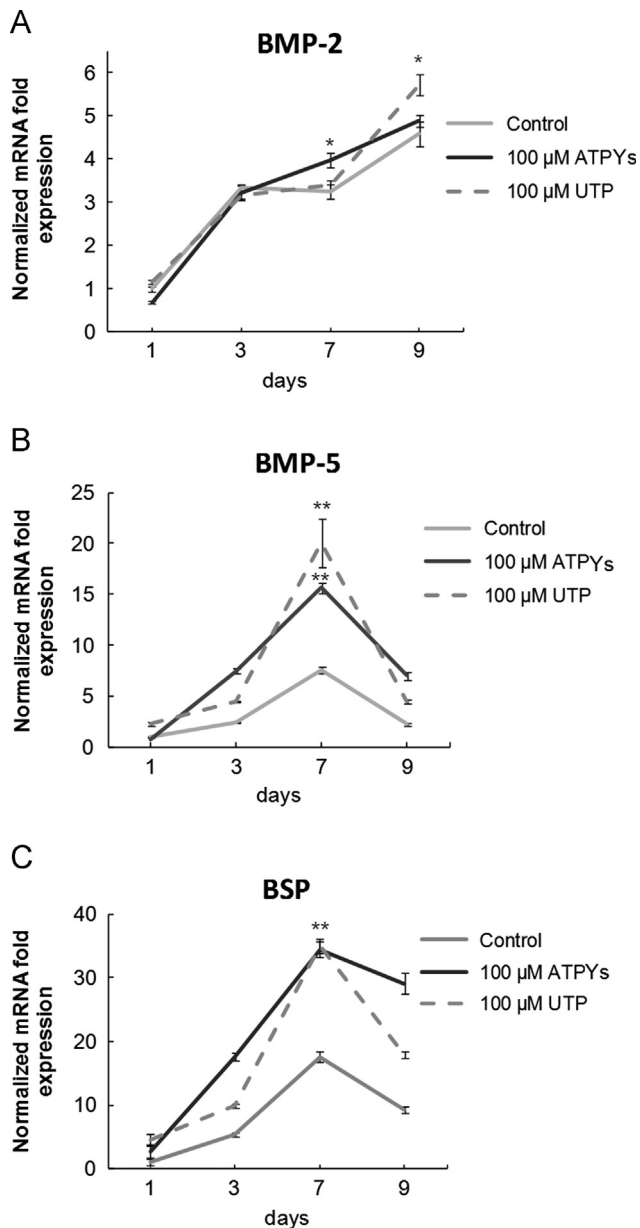 A
BMP-2
Normalized mRNA fold
expression
6
5
4
3
2
1
0
*
*
1 3 7 9
days
Control
100 µM ATPγs
100 µM UTP
B
BMP-5
Normalized mRNA fold
expression
25
20
15
10
5
0
**
**
1 3 7 9
days
Control
100 µM ATPγs
100 µM UTP
C
BSP
Normalized mRNA fold
expression
40
30
20
10
0
**
1 3 7 9
days
Control
100 µM ATPγs
100 µM UTP